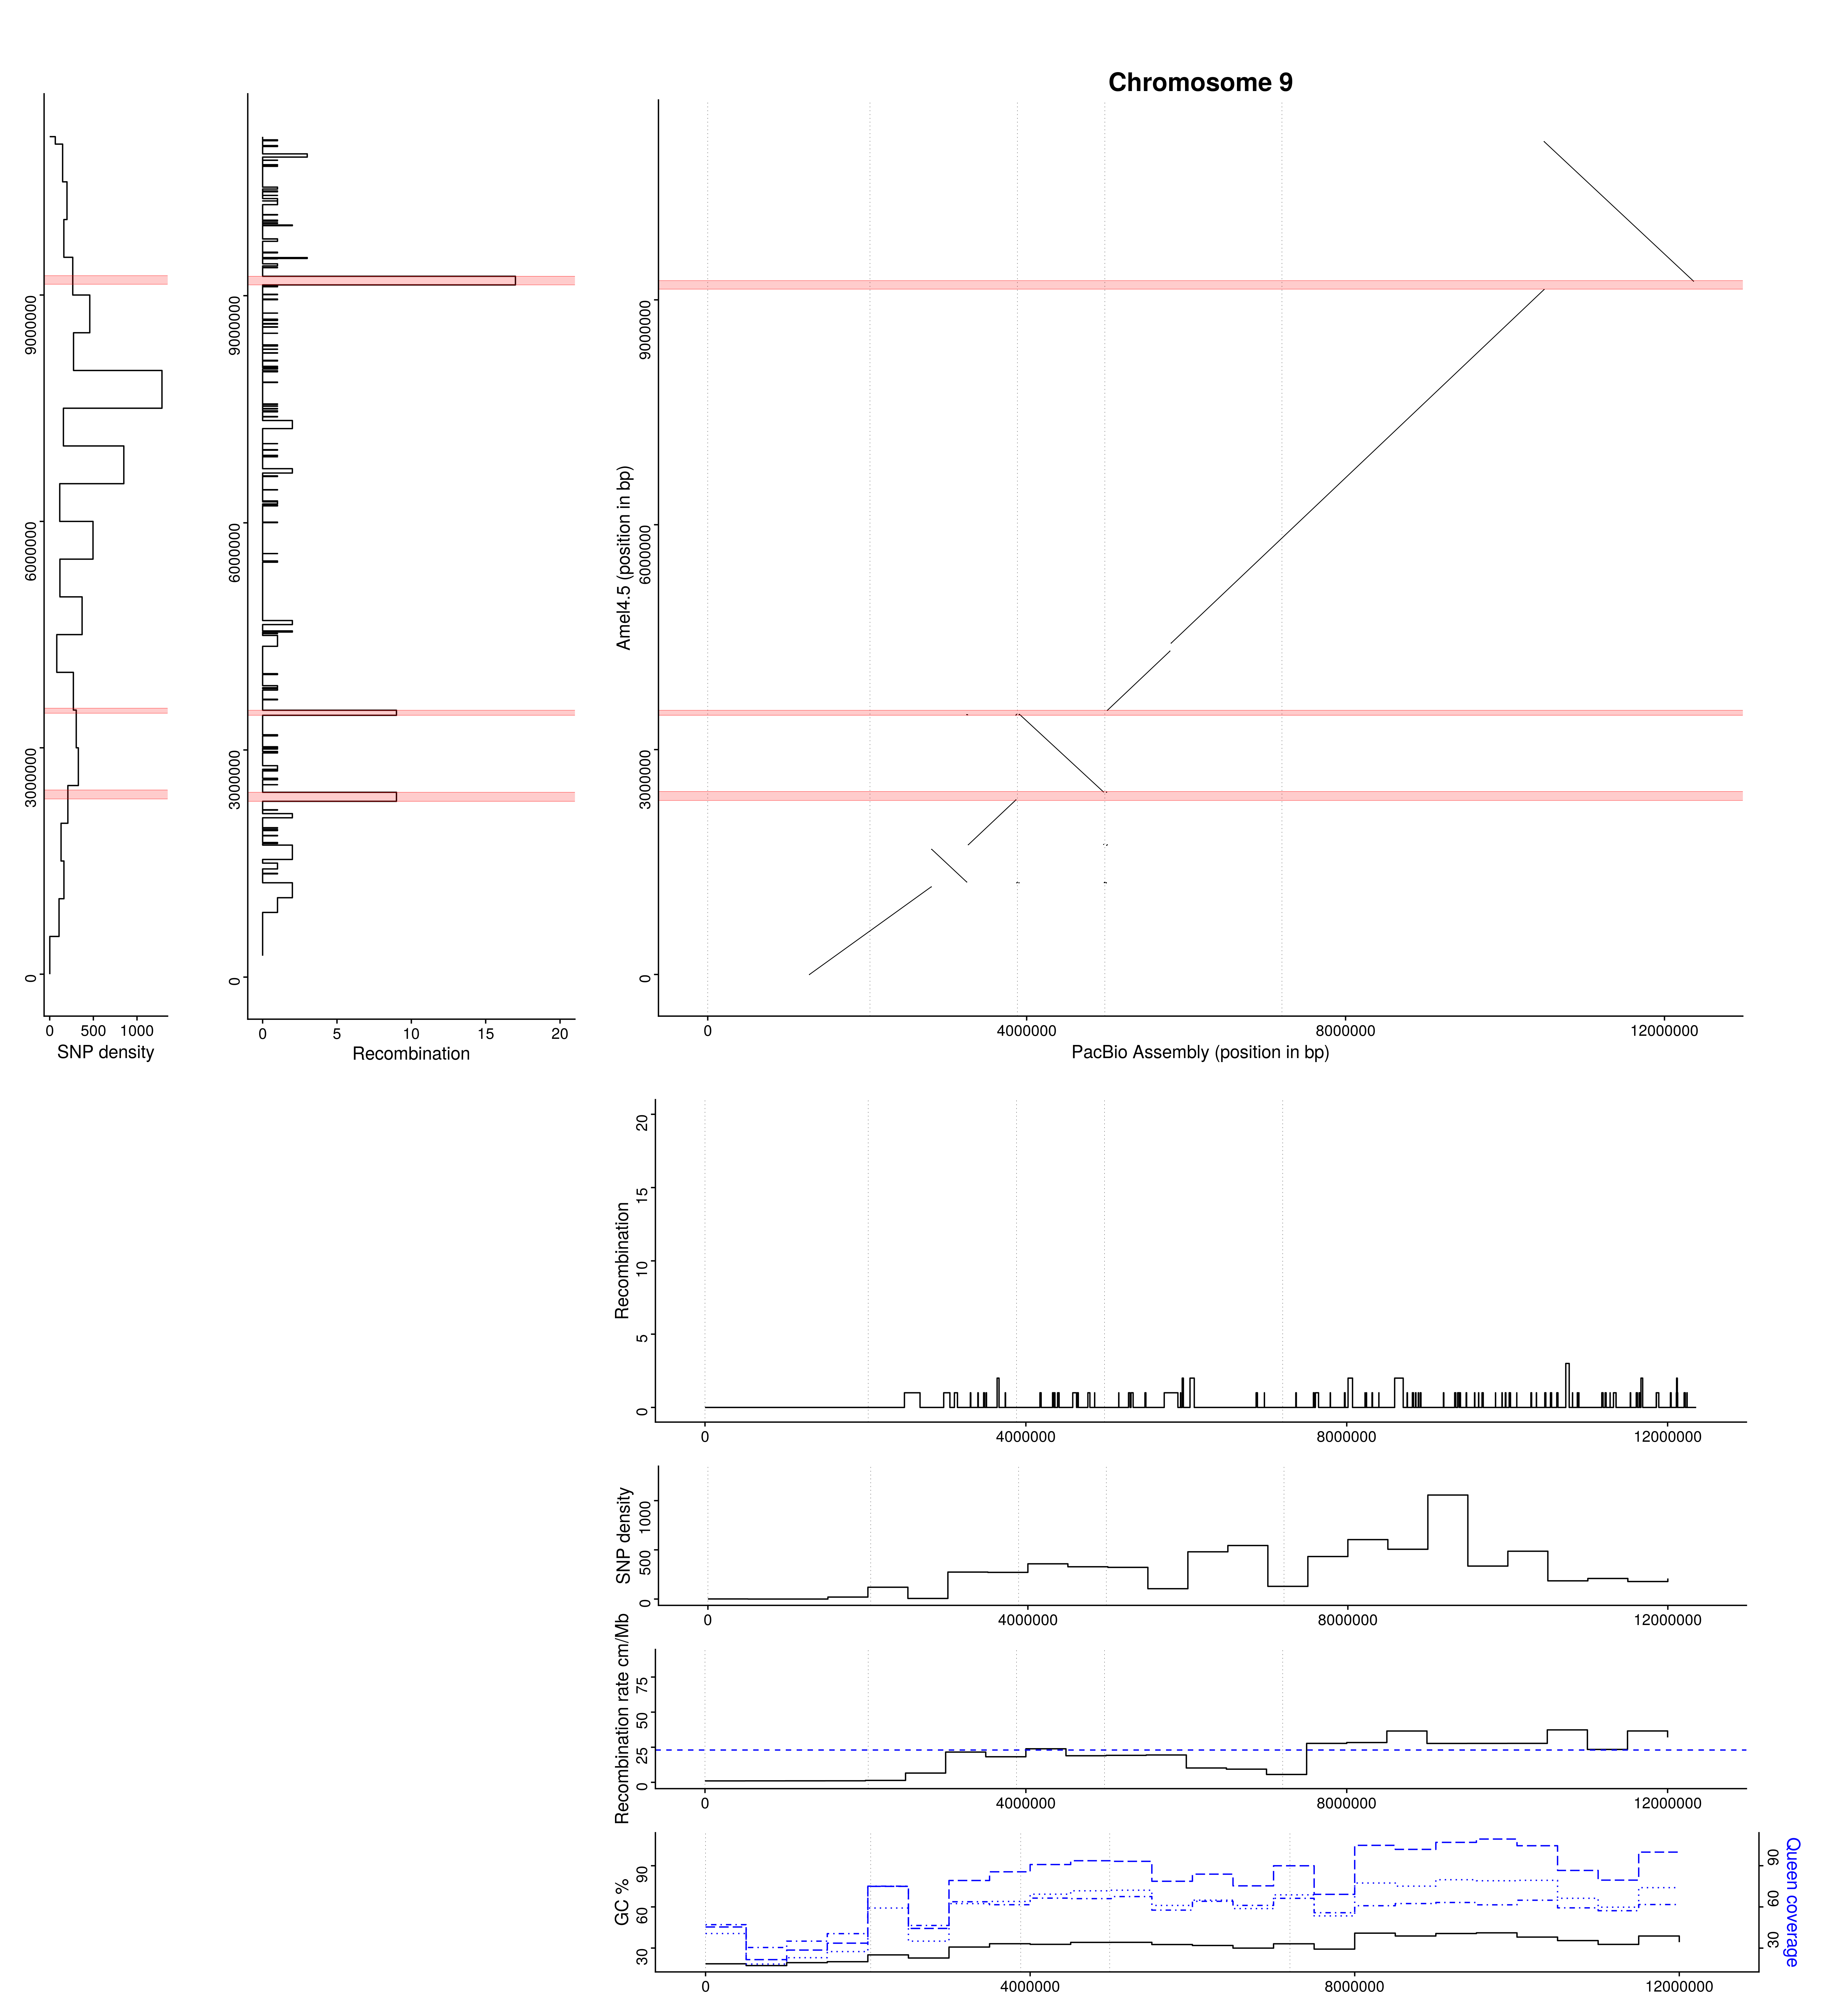 Chromosome 9
9000000
6000000
3000000
0
0 500 1000
SNP density
9000000
6000000
3000000
0
0 5 10 15 20
Recombination
Amel4.5 (position in bp)
9000000
6000000
3000000
0
0 4000000 8000000 12000000
PacBio Assembly (position in bp)
Recombination
20
15
10
5
0
0 4000000 8000000 12000000
SNP density
1000
500
0
0 4000000 8000000 12000000
Recombination rate cm/Mb
75
50
25
0
0 4000000 8000000 12000000
GC %
90
60
30
Queen coverage
90
60
30
0 4000000 8000000 12000000